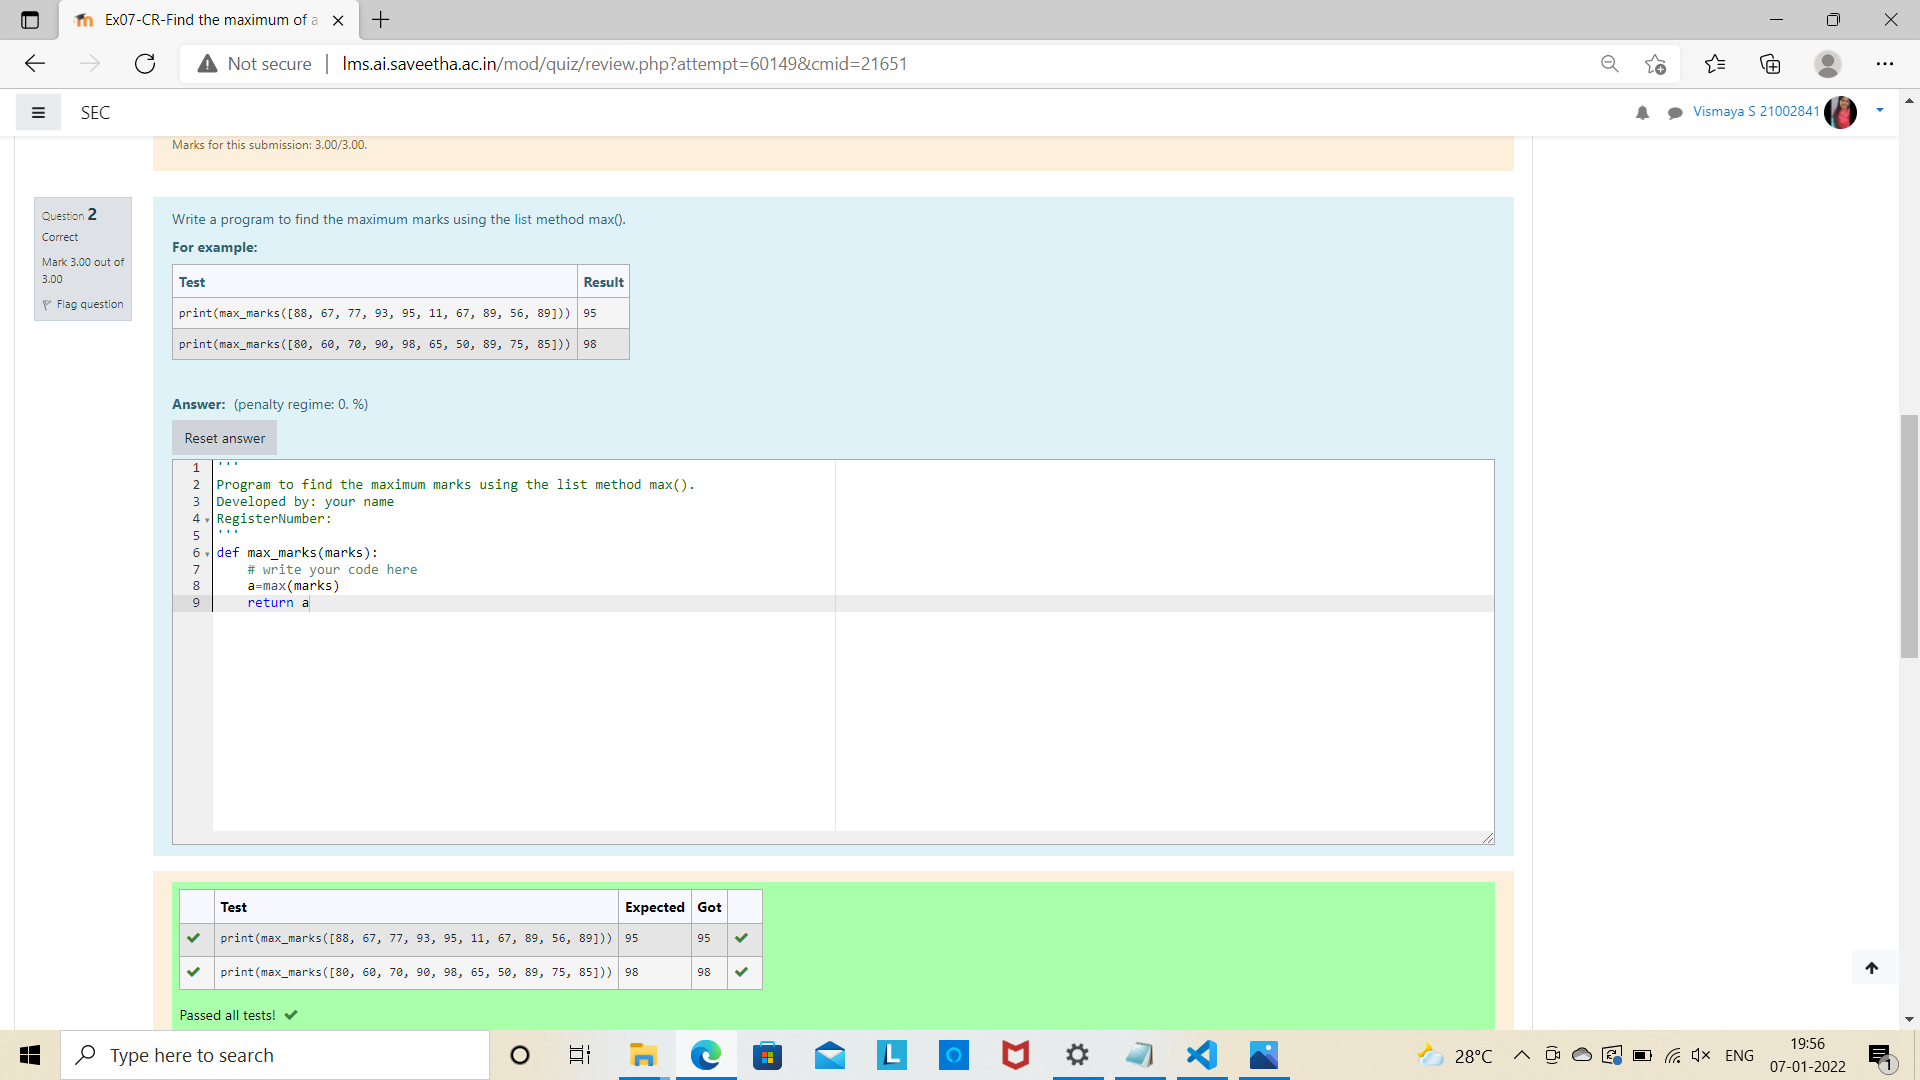 Ex07-CR-Find the maximum of a
Not secure | lms.ai.saveetha.ac.in/mod/quiz/review.php?attempt=60149&cmid=21651
SEC
Vismaya S 21002841
Marks for this submission: 3.00/3.00.
Question 2
Correct
Mark 3.00 out of
3.00
Flag question
Write a program to find the maximum marks using the list method max().
For example:
Test Result
print(max_marks([88, 67, 77, 93, 95, 11, 67, 89, 56, 89])) 95
print(max_marks([80, 60, 70, 90, 98, 65, 50, 89, 75, 85])) 98
Answer: (penalty regime: 0. %)
Reset answer
1 '''
2 Program to find the maximum marks using the list method max().
3 Developed by: your name
4 RegisterNumber:
5 '''
6 def max_marks(marks):
7 # write your code here
8 a=max(marks)
9 return a
Test Expected Got
print(max_marks([88, 67, 77, 93, 95, 11, 67, 89, 56, 89])) 95 95
print(max_marks([80, 60, 70, 90, 98, 65, 50, 89, 75, 85])) 98 98
Passed all tests!
Type here to search
L
28°C
ENG
19:56
07-01-2022
1